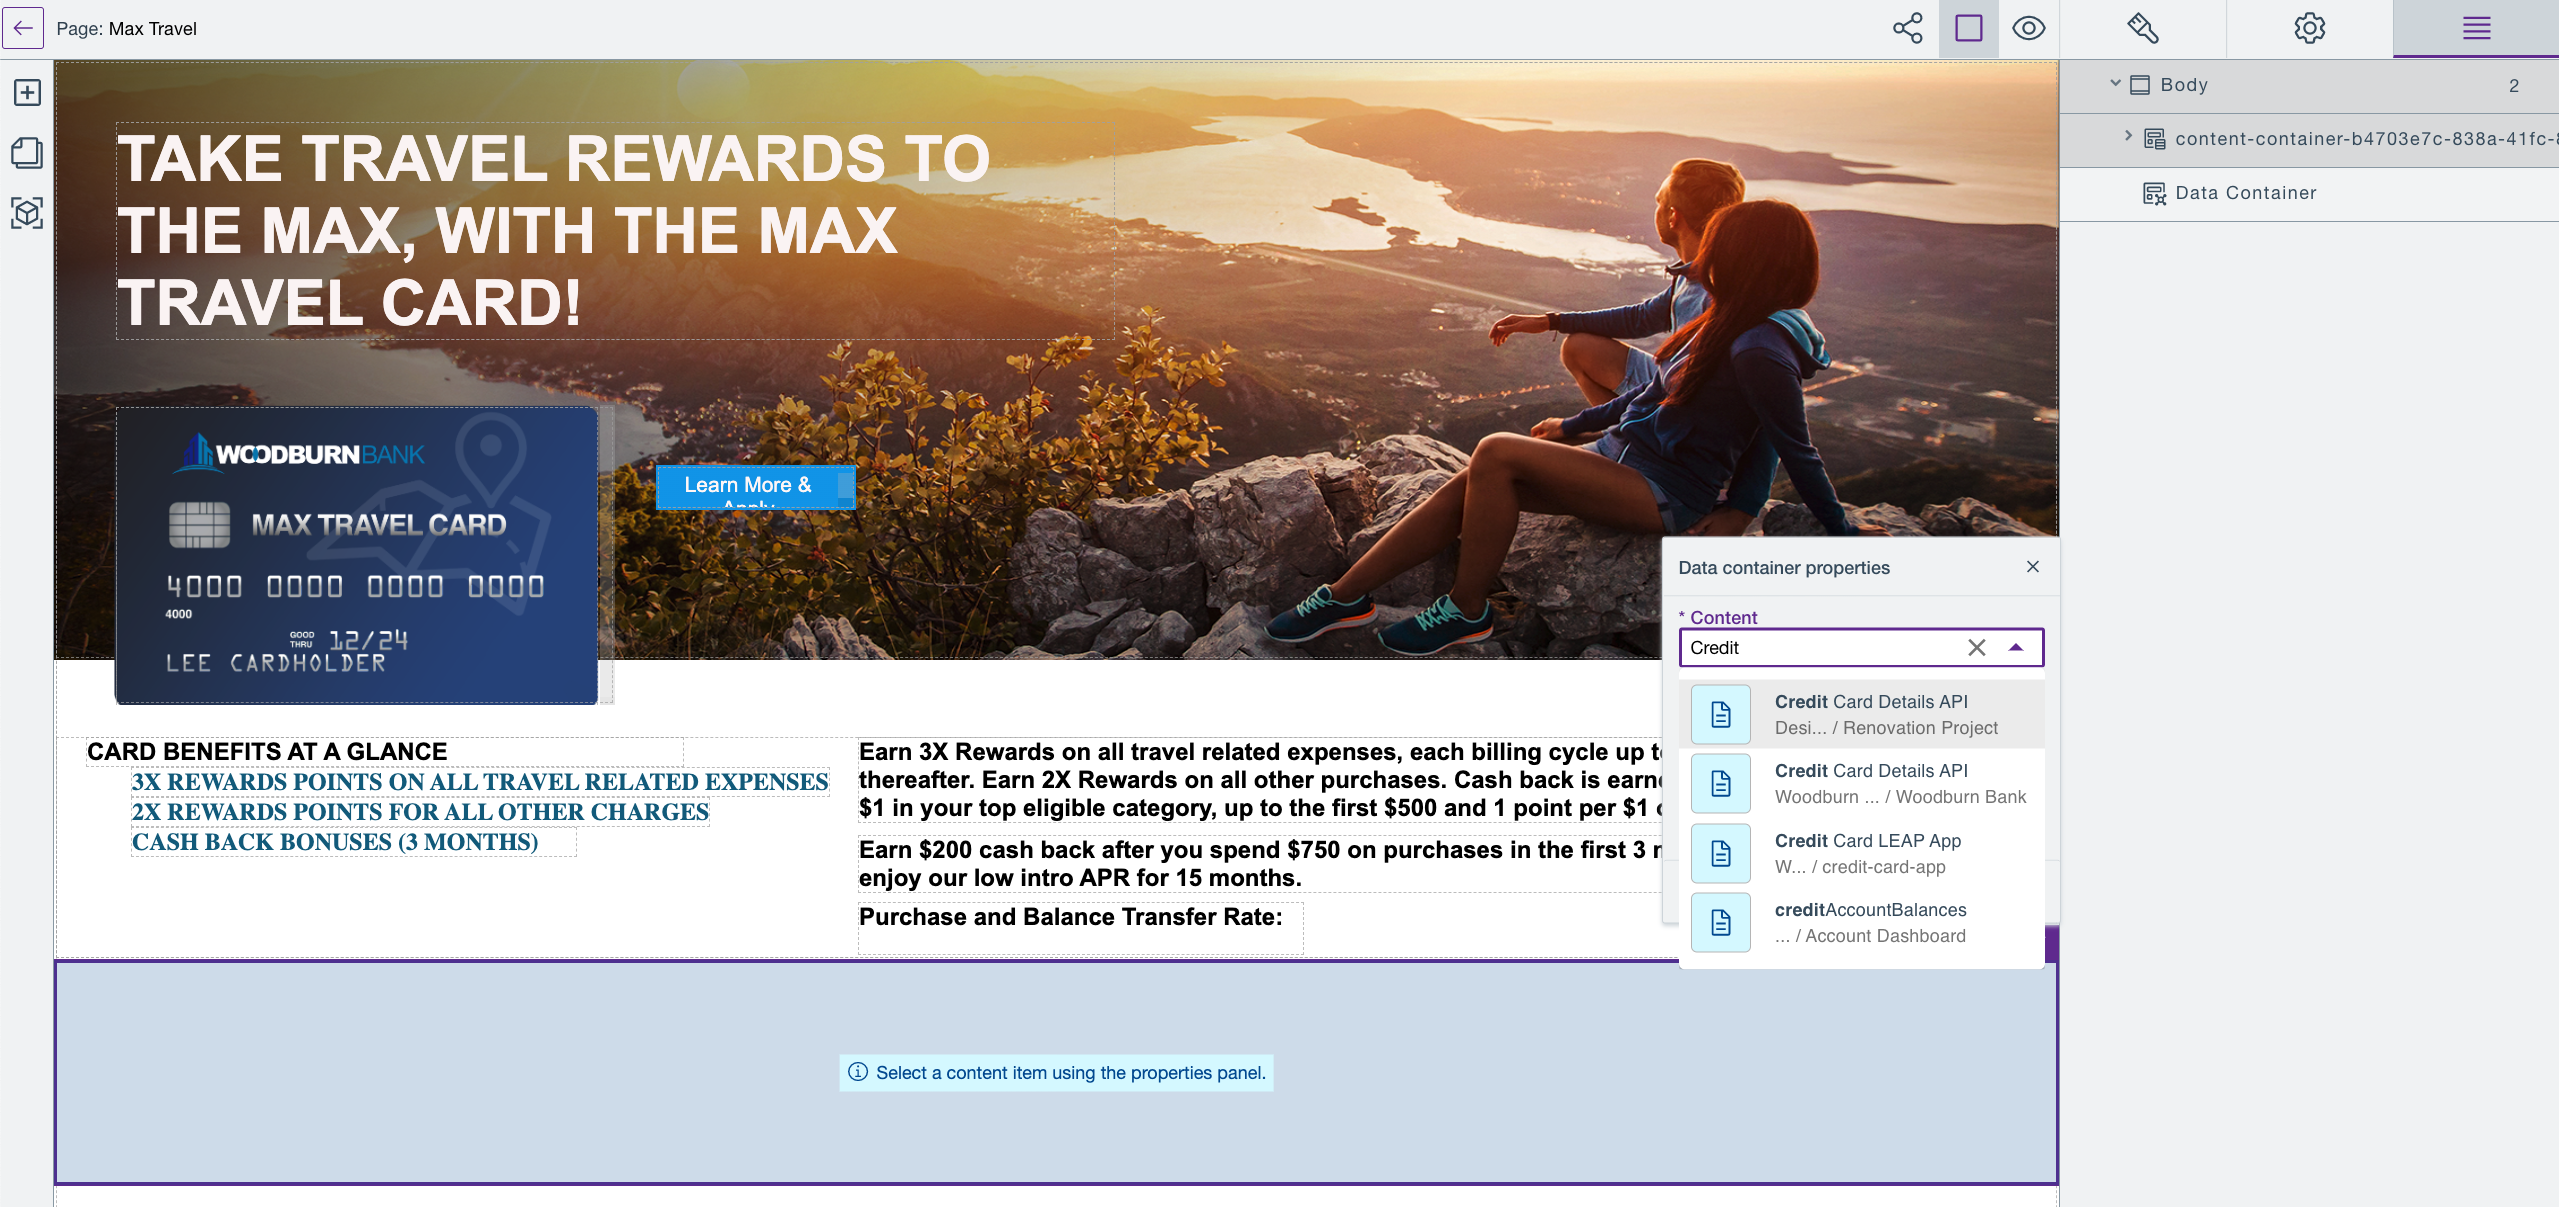 Page: Max Travel
Body
2
content-container-b4703e7c-838a-41fc-8
Data Container
TAKE TRAVEL REWARDS TO
THE MAX, WITH THE MAX
TRAVEL CARD!
WOODBURNBANK
MAX TRAVEL CARD
4000 0000 0000 0000
4000
GOOD
THRU 12/24
LEE CARDHOLDER
Learn More &
Apply
Data container properties
* Content
Credit
Credit Card Details API
Desi... / Renovation Project
Credit Card Details API
Woodburn ... / Woodburn Bank
Credit Card LEAP App
W... / credit-card-app
creditAccountBalances
... / Account Dashboard
CARD BENEFITS AT A GLANCE
3X REWARDS POINTS ON ALL TRAVEL RELATED EXPENSES
2X REWARDS POINTS FOR ALL OTHER CHARGES
CASH BACK BONUSES (3 MONTHS)
Earn 3X Rewards on all travel related expenses, each billing cycle up
thereafter. Earn 2X Rewards on all other purchases. Cash back is
$1 in your top eligible category, up to the first $500 and 1 point per $1
Earn $200 cash back after you spend $750 on purchases in the first 3
enjoy our low intro APR for 15 months.
Purchase and Balance Transfer Rate:
Select a content item using the properties panel.